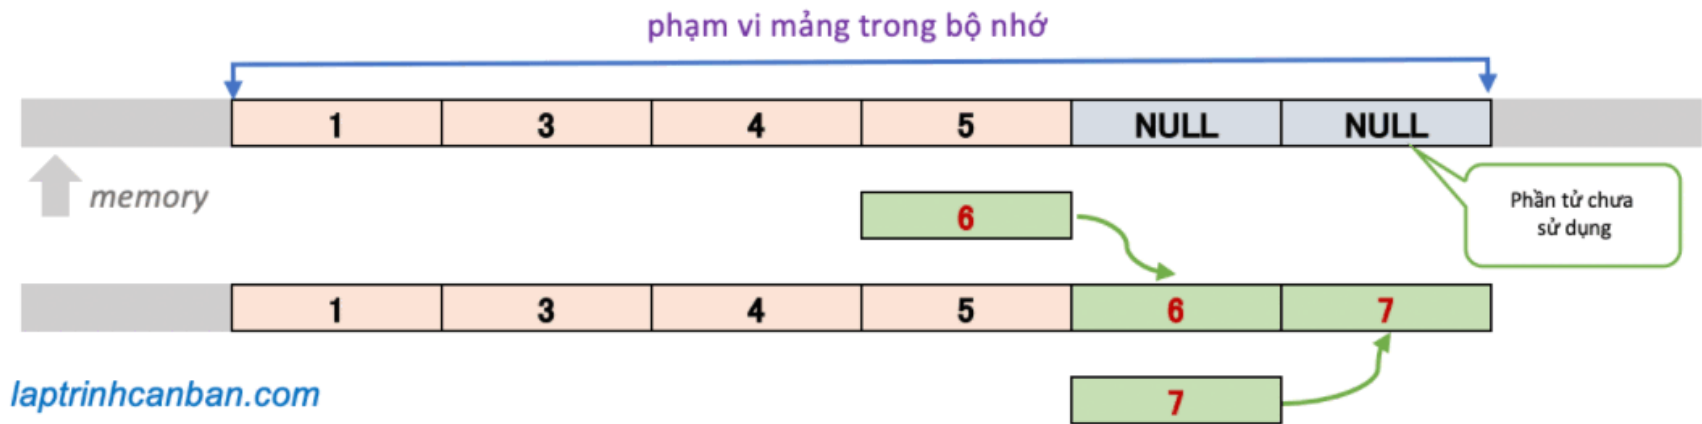 phạm vi mảng trong bộ nhớ
1 3 4 5 NULL NULL
memory
Phần tử chưa
sử dụng
6
1 3 4 5 6 7
laptrinhcanban.com
7